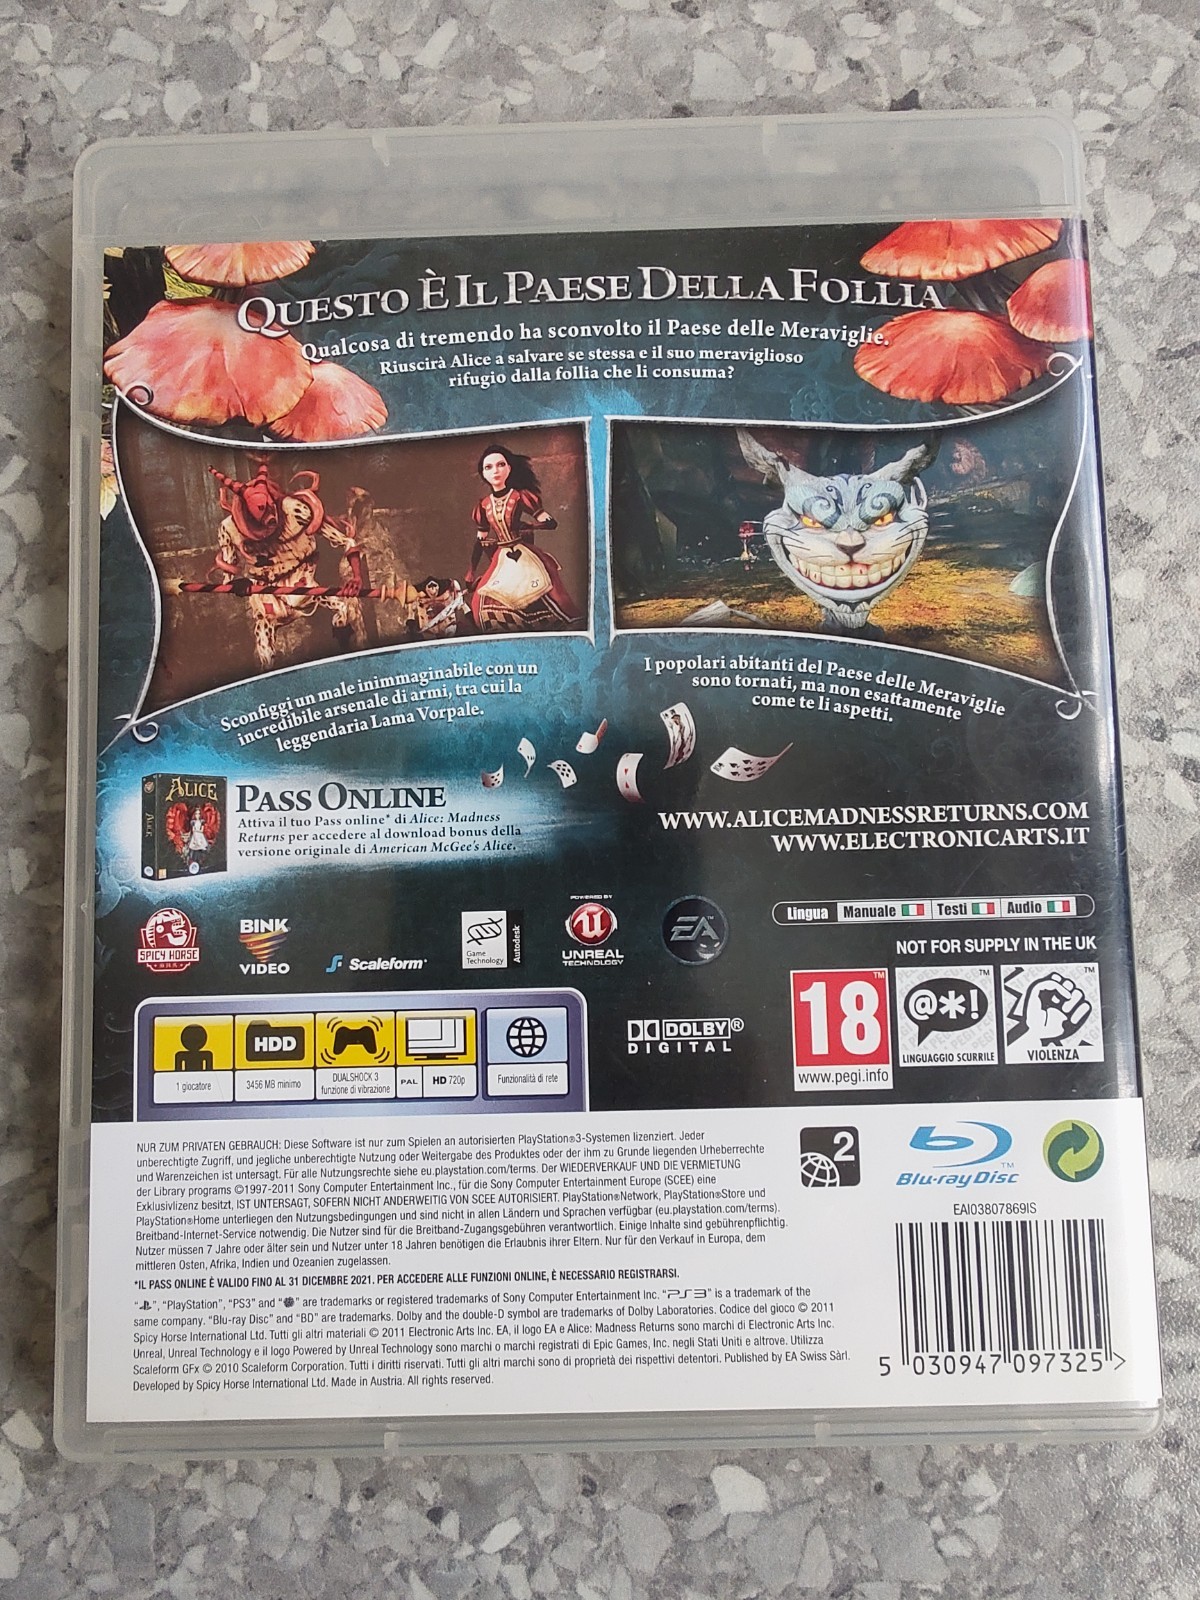 QUESTO È IL PAESE DELLA FOLLIA
Qualcosa di tremendo ha sconvolto il Paese delle Meraviglie.
Riuscirà Alice a salvare se stessa e il suo meraviglioso
rifugio dalla follia che li consuma?
Sconfiggi un male inimmaginabile con un
incredibile arsenale di armi, tra cui la
leggendaria Lama Vorpale.
I popolari abitanti del Paese delle Meraviglie
sono tornati, ma non esattamente
come te li aspetti.
ALICE
ALICE
PASS ONLINE
Attiva il tuo Pass online* di Alice: Madness
Returns per accedere al download bonus della
versione originale di American McGee's Alice.
WWW.ALICEMADNESSRETURNS.COM
WWW.ELECTRONICARTS.IT
SPICY HORSE
BINK
VIDEO
Scaleform
Game
Technology
Autodesk
POWERED BY
UNREAL
TECHNOLOGY
EA™
Lingua Manuale Testi Audio
NOT FOR SUPPLY IN THE UK
18
www.pegi.info
@*!
LINGUAGGIO SCURRILE
VIOLENZA
HDD
1 giocatore
3456 MB minimo
DUALSHOCK 3
funzione di vibrazione
PAL
HD 720p
Funzionalità di rete
DOLBY®
DIGITAL
NUR ZUM PRIVATEN GEBRAUCH: Diese Software ist nur zum Spielen an autorisierten PlayStation®3-Systemen lizenziert. Jeder
unberechtigte Zugriff, und jegliche unberechtigte Nutzung oder Weitergabe des Produktes oder der ihm zu Grunde liegenden Urheberrechte
und Warenzeichen ist untersagt. Für alle Nutzungsrechte siehe eu.playstation.com/terms. Der WIEDERVERKAUF UND DIE VERMIETUNG
der Library programs ©1997-2011 Sony Computer Entertainment Inc., für die Sony Computer Entertainment Europe (SCEE) eine
Exklusivlizenz besitzt, IST UNTERSAGT, SOFERN NICHT ANDERWEITIG VON SCEE AUTORISIERT. PlayStation®Network, PlayStation®Store und
PlayStation®Home unterliegen den Nutzungsbedingungen und sind nicht in allen Ländern und Sprachen verfügbar (eu.playstation.com/terms).
Breitband-Internet-Service notwendig. Die Nutzer sind für die Breitband-Zugangsgebühren verantwortlich. Einige Inhalte sind gebührenpflichtig.
Nutzer müssen 7 Jahre oder älter sein und Nutzer unter 18 Jahren benötigen die Erlaubnis ihrer Eltern. Nur für den Verkauf in Europa, dem
mittleren Osten, Afrika, Indien und Ozeanien zugelassen.
*IL PASS ONLINE È VALIDO FINO AL 31 DICEMBRE 2021. PER ACCEDERE ALLE FUNZIONI ONLINE, È NECESSARIO REGISTRARSI.
" ", "PlayStation", "PS3" and " " are trademarks or registered trademarks of Sony Computer Entertainment Inc. "PS3" is a trademark of the
same company. "Blu-ray Disc" and "BD" are trademarks. Dolby and the double-D symbol are trademarks of Dolby Laboratories. Codice del gioco © 2011
Spicy Horse International Ltd. Tutti gli altri materiali © 2011 Electronic Arts Inc. EA, il logo EA e Alice: Madness Returns sono marchi di Electronic Arts Inc.
Unreal, Unreal Technology e il logo Powered by Unreal Technology sono marchi o marchi registrati di Epic Games, Inc. negli Stati Uniti e altrove. Utilizza
Scaleform GFx © 2010 Scaleform Corporation. Tutti i diritti riservati. Tutti gli altri marchi sono di proprietà dei rispettivi detentori. Published by EA Swiss Sàrl.
Developed by Spicy Horse International Ltd. Made in Austria. All rights reserved.
2
Blu-ray Disc™
EAI03807869IS
5 030947 097325 >